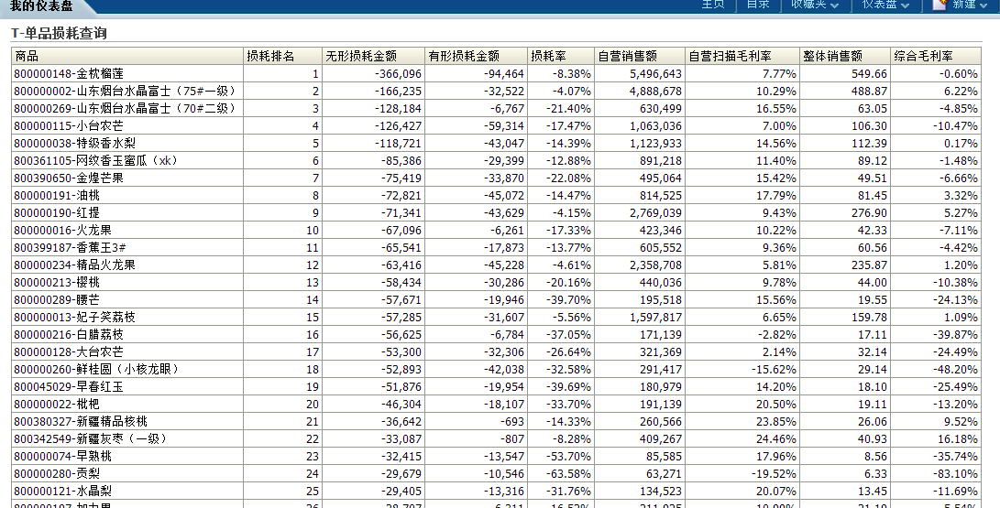 我的仪表盘 主页 目录 收藏夹 仪表盘 新建
T-单品损耗查询
商品 损耗排名 无形损耗金额 有形损耗金额 损耗率 自营销售额 自营扫描毛利率 整体销售额 综合毛利率
800000148-金枕榴莲 1 -366,096 -94,464 -8.38% 5,496,643 7.77% 549.66 -0.60%
800000002-山东烟台水晶富士（75#一级） 2 -166,235 -32,522 -4.07% 4,888,678 10.29% 488.87 6.22%
800000269-山东烟台水晶富士（70#二级） 3 -128,184 -6,767 -21.40% 630,499 16.55% 63.05 -4.85%
800000115-小台农芒 4 -126,427 -59,314 -17.47% 1,063,036 7.00% 106.30 -10.47%
800000038-特级香水梨 5 -118,721 -43,047 -14.39% 1,123,933 14.56% 112.39 0.17%
800361105-网纹香玉蜜瓜（xk） 6 -85,386 -29,399 -12.88% 891,218 11.40% 89.12 -1.48%
800390650-金煌芒果 7 -75,419 -33,870 -22.08% 495,064 15.42% 49.51 -6.66%
800000191-油桃 8 -72,821 -45,072 -14.47% 814,525 17.79% 81.45 3.32%
800000190-红提 9 -71,341 -43,629 -4.15% 2,769,039 9.43% 276.90 5.27%
800000016-火龙果 10 -67,096 -6,261 -17.33% 423,346 10.22% 42.33 -7.11%
800399187-香蕉王3# 11 -65,541 -17,873 -13.77% 605,552 9.36% 60.56 -4.42%
800000234-精品火龙果 12 -63,416 -45,228 -4.61% 2,358,708 5.81% 235.87 1.20%
800000213-樱桃 13 -58,434 -30,286 -20.16% 440,036 9.78% 44.00 -10.38%
800000289-腰芒 14 -57,671 -19,946 -39.70% 195,518 15.56% 19.55 -24.13%
800000013-妃子笑荔枝 15 -57,285 -31,607 -5.56% 1,597,817 6.65% 159.78 1.09%
800000216-白腊荔枝 16 -56,625 -6,784 -37.05% 171,139 -2.82% 17.11 -39.87%
800000128-大台农芒 17 -53,300 -32,306 -26.64% 321,369 2.14% 32.14 -24.49%
800000260-鲜桂圆（小核龙眼） 18 -52,893 -42,038 -32.58% 291,417 -15.62% 29.14 -48.20%
800045029-早春红玉 19 -51,876 -19,954 -39.69% 180,979 14.20% 18.10 -25.49%
800000022-枇杷 20 -46,304 -18,107 -33.70% 191,139 20.50% 19.11 -13.20%
800380327-新疆精品核桃 21 -36,642 -693 -14.33% 260,566 23.85% 26.06 9.52%
800342549-新疆灰枣（一级） 22 -33,087 -807 -8.28% 409,267 24.46% 40.93 16.18%
800000074-早熟桃 23 -32,415 -13,547 -53.70% 85,585 17.96% 8.56 -35.74%
800000280-贡梨 24 -29,679 -10,546 -63.58% 63,271 -19.52% 6.33 -83.10%
800000121-水晶梨 25 -29,405 -13,316 -31.76% 134,523 20.07% 13.45 -11.69%